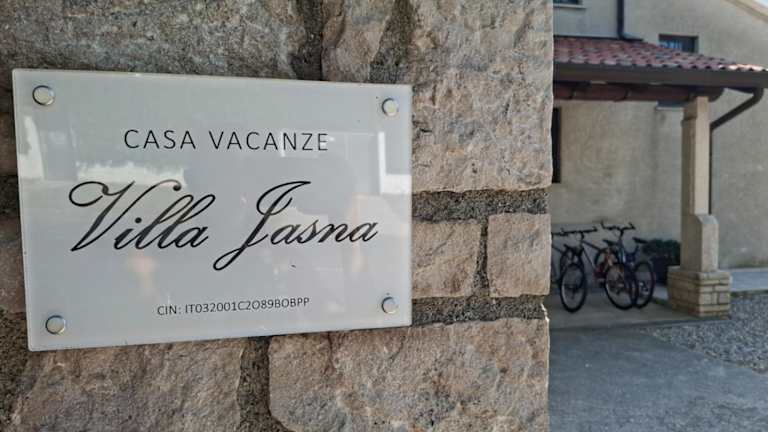 CASA VACANZE
Villa Jasna
CIN: IT032001C2O89BOBPP